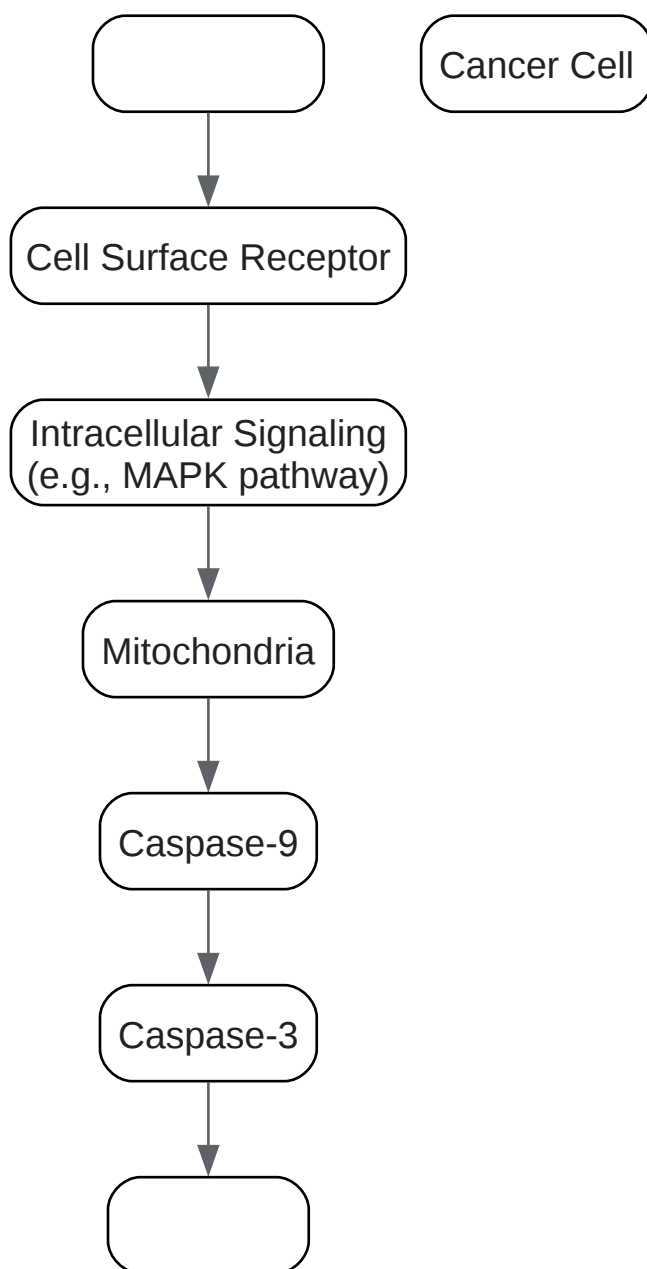 Cancer Cell
Cell Surface Receptor
Intracellular Signaling
(e.g., MAPK pathway)
Mitochondria
Caspase-9
Caspase-3